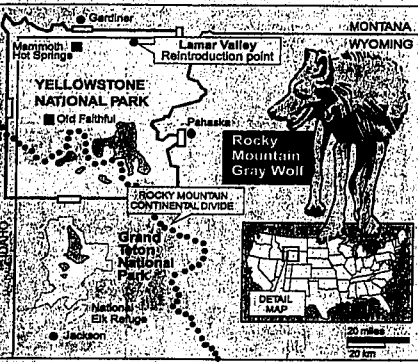 Gardiner
MONTANA
WYOMING
Mammoth
Hot Springs
Lamar Valley
Reintroduction point
YELLOWSTONE
NATIONAL PARK
Old Faithful
Pahaska
Rocky
Mountain
Gray Wolf
ROCKY MOUNTAIN
CONTINENTAL DIVIDE
IDAHO
Grand
Teton
National
Park
National
Elk Refuge
Jackson
DETAIL
MAP
20 miles
20 km